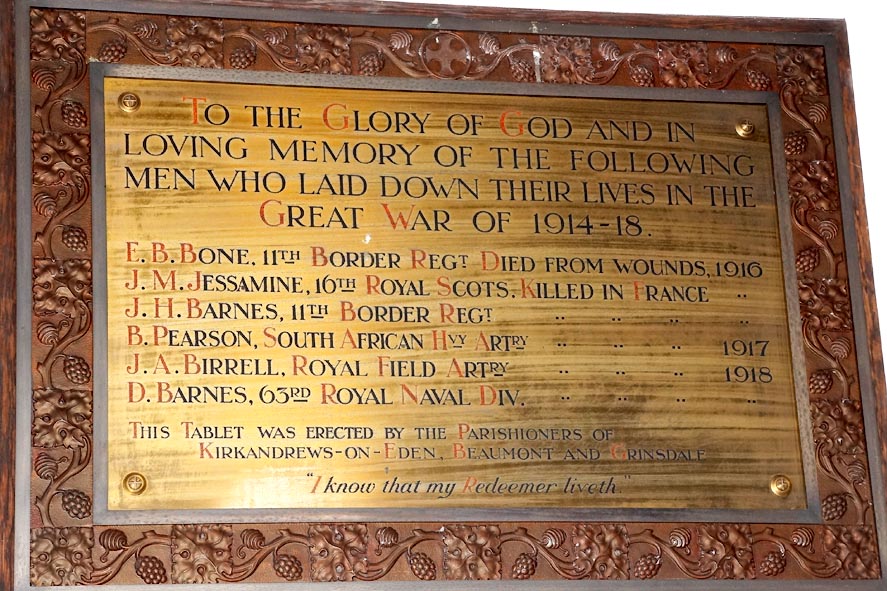 TO THE GLORY OF GOD AND IN
LOVING MEMORY OF THE FOLLOWING
MEN WHO LAID DOWN THEIR LIVES IN THE
GREAT WAR OF 1914-18.
E.B. BONE, 11TH BORDER REGT DIED FROM WOUNDS, 1916
J.M. JESSAMINE, 16TH ROYAL SCOTS. KILLED IN FRANCE "
J.H. BARNES, 11TH BORDER REGT " " " "
B. PEARSON, SOUTH AFRICAN HVY ARTRY " " " 1917
J.A. BIRRELL, ROYAL FIELD ARTRY " " " 1918
D. BARNES, 63RD ROYAL NAVAL DIV. " " " "
THIS TABLET WAS ERECTED BY THE PARISHIONERS OF
KIRKANDREWS-ON-EDEN, BEAUMONT AND GRINSDALE
"I know that my Redeemer liveth."